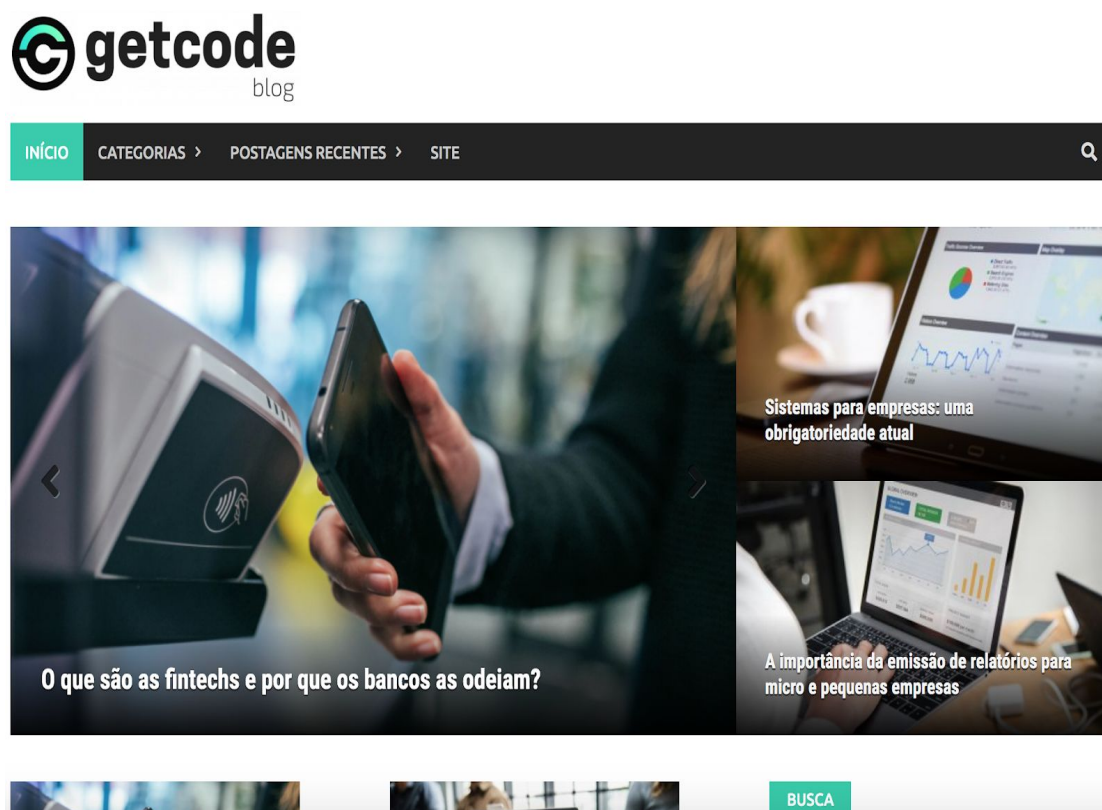 getcode
blog
INÍCIO
CATEGORIAS
POSTAGENS RECENTES
SITE
O que são as fintechs e por que os bancos as odeiam?
Sistemas para empresas: uma
obrigatoriedade atual
A importância da emissão de relatórios para
micro e pequenas empresas
BUSCA